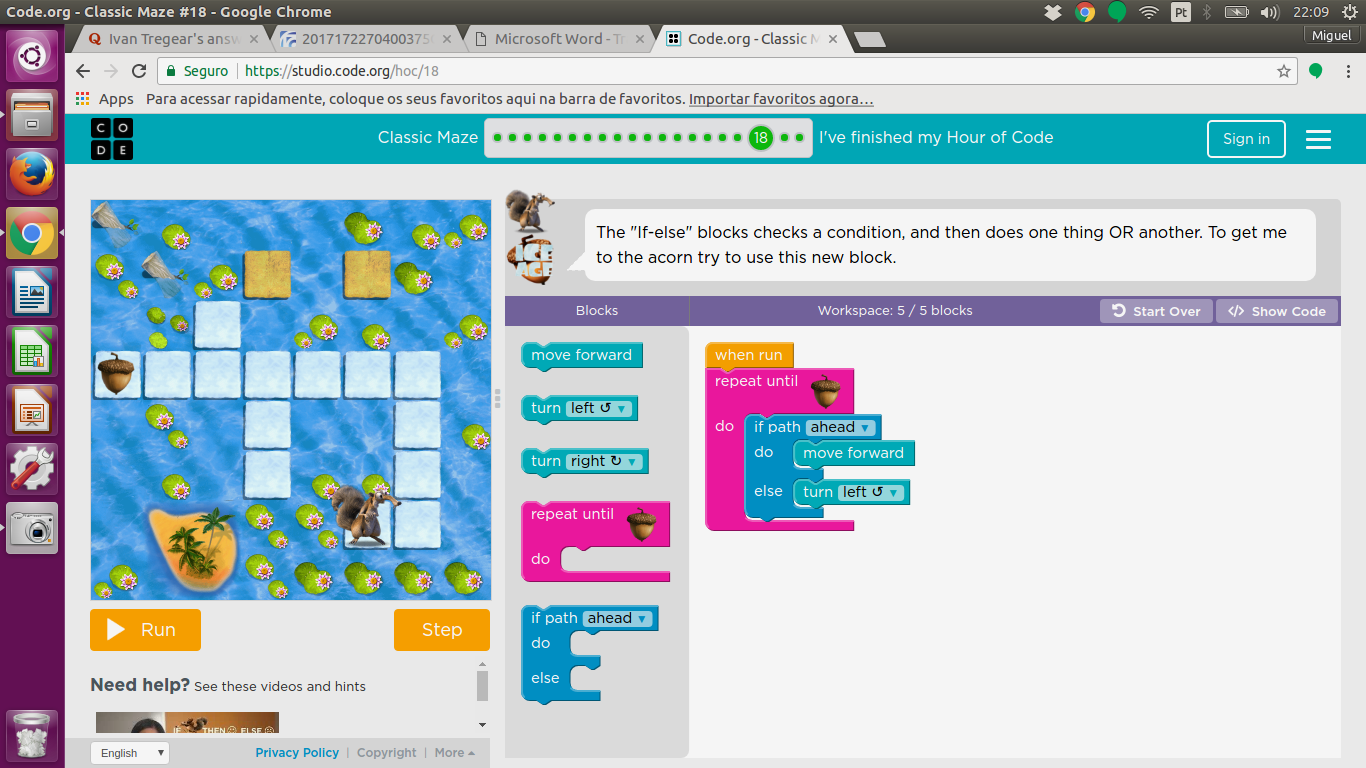 Code.org - Classic Maze #18 - Google Chrome
Pt
22:09
Ivan Tregear's answ
20171722704003750
Microsoft Word - Tr
Code.org - Classic M
Miguel
Seguro
https://studio.code.org/hoc/18
Apps
Para acessar rapidamente, coloque os seus favoritos aqui na barra de favoritos. Importar favoritos agora...
CODE
Classic Maze
18
I've finished my Hour of Code
Sign in
The "If-else" blocks checks a condition, and then does one thing OR another. To get me
to the acorn try to use this new block.
ICE
Blocks
Workspace: 5 / 5 blocks
Start Over
</> Show Code
move forward
turn left ↺ ▼
turn right ↻ ▼
repeat until
do
if path ahead ▼
do
else
when run
repeat until
do
if path ahead ▼
do
move forward
else
turn left ↺ ▼
Run
Step
Need help? See these videos and hints
IF
THEN
ELSE
English
Privacy Policy | Copyright | More